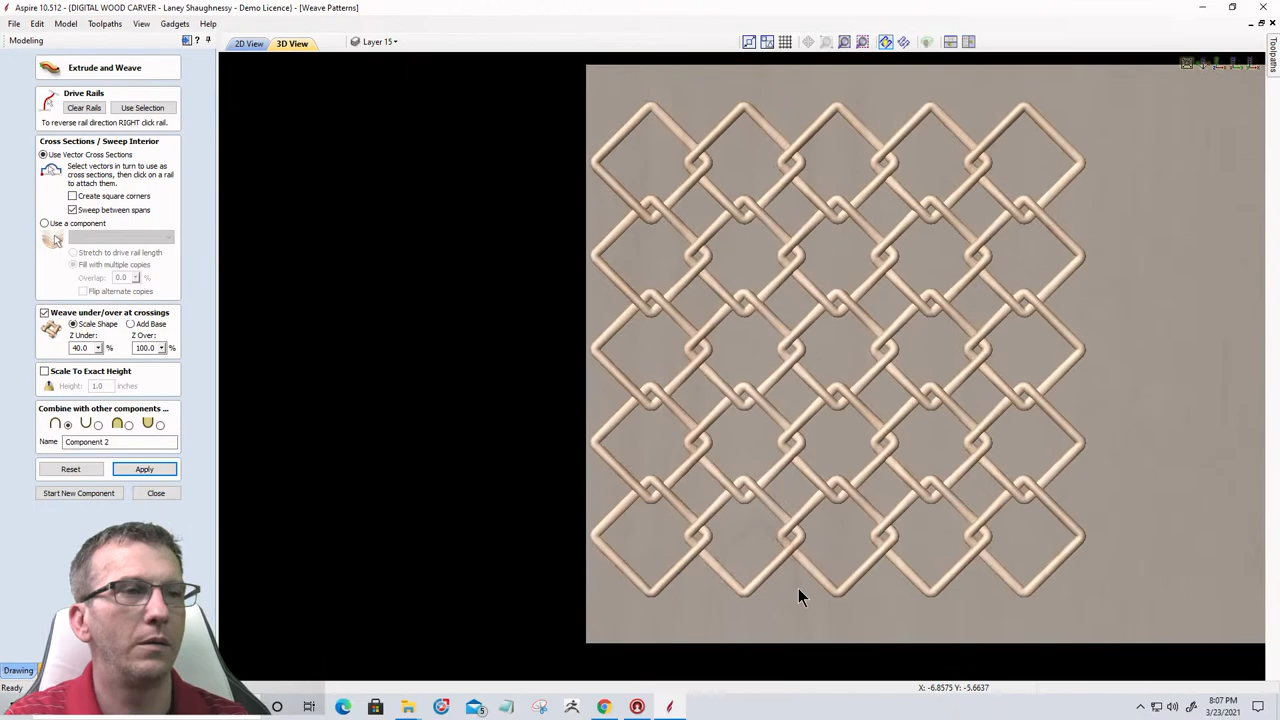 Aspire 10.512 - {DIGITAL WOOD CARVER - Laney Shaughnessy - Demo Licence} - [Weave Patterns]
File Edit Model Toolpaths View Gadgets Help
Modeling
2D View 3D View Layer 15
Toolpaths
Extrude and Weave
Drive Rails
Clear Rails Use Selection
To reverse rail direction RIGHT click rail.
Cross Sections / Sweep Interior
Use Vector Cross Sections
Select vectors in turn to use as
cross sections, then click on a rail
to attach them.
Create square corners
Sweep between spans
Use a component
Stretch to drive rail length
Fill with multiple copies
Overlap: 0.0 %
Flip alternate copies
Weave under/over at crossings
Scale Shape Add Base
Z Under: Z Over:
40.0 % 100.0 %
Scale To Exact Height
Height: 1.0 inches
Combine with other components ...
Name Component 2
Reset Apply
Start New Component Close
Drawing
Ready
X: -6.8575 Y: -5.6637
5
8:07 PM
3/23/2021